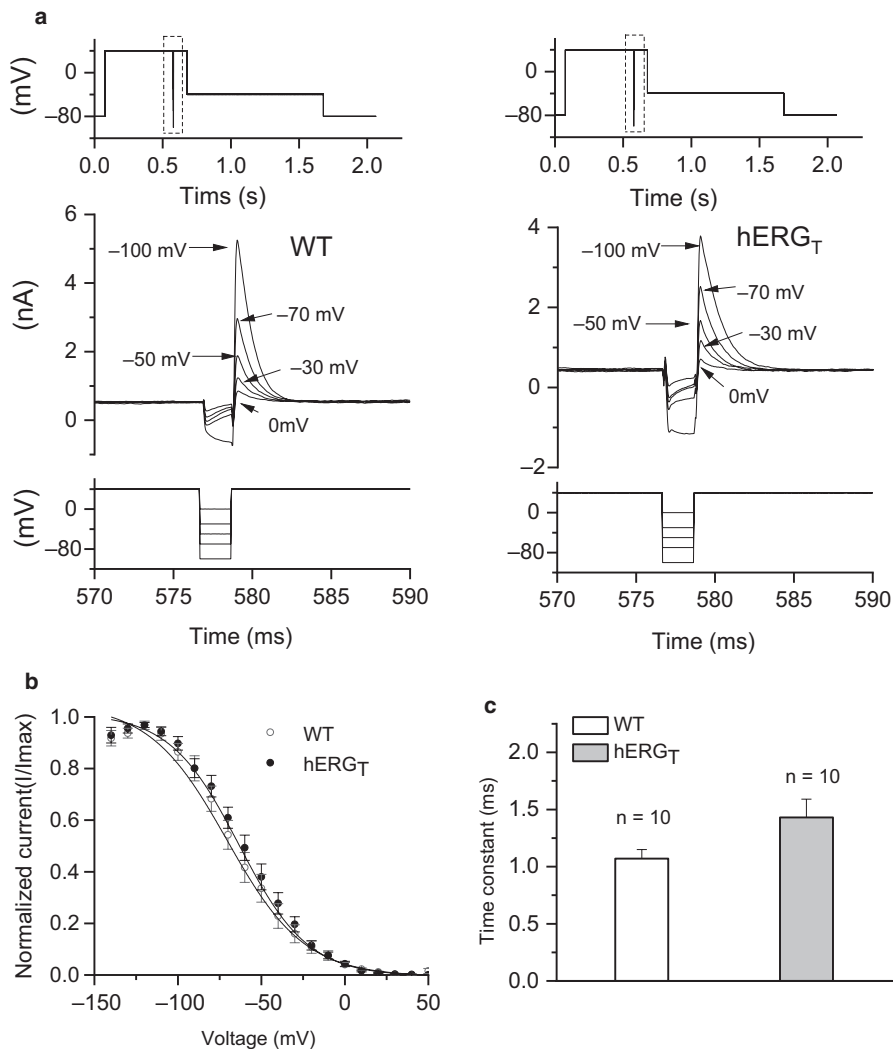 a
(mV)
0
–80
0.0 0.5 1.0 1.5 2.0
Tims (s)
(mV)
0
–80
0.0 0.5 1.0 1.5 2.0
Time (s)
6
4
2
0
(nA)
WT
–100 mV
–70 mV
–50 mV
–30 mV
0mV
4
2
0
–2
(nA)
hERGT
–100 mV
–70 mV
–50 mV
–30 mV
0mV
(mV)
0
–80
570 575 580 585 590
Time (ms)
(mV)
0
–80
570 575 580 585 590
Time (ms)
b
Normalized current(I/Imax)
1.0
0.8
0.6
0.4
0.2
0.0
WT
hERGT
–150 –100 –50 0 50
Voltage (mV)
c
Time constant (ms)
2.0
1.5
1.0
0.5
0.0
WT
hERGT
n = 10
n = 10